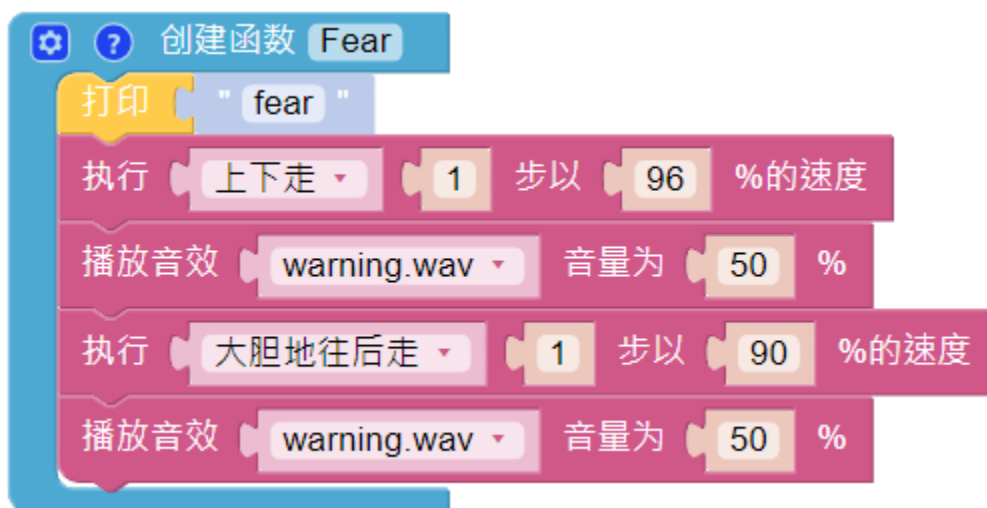 ? 创建函数 Fear
打印 " fear "
执行 上下走 1 步以 96 %的速度
播放音效 warning.wav 音量为 50 %
执行 大胆地往后走 1 步以 90 %的速度
播放音效 warning.wav 音量为 50 %